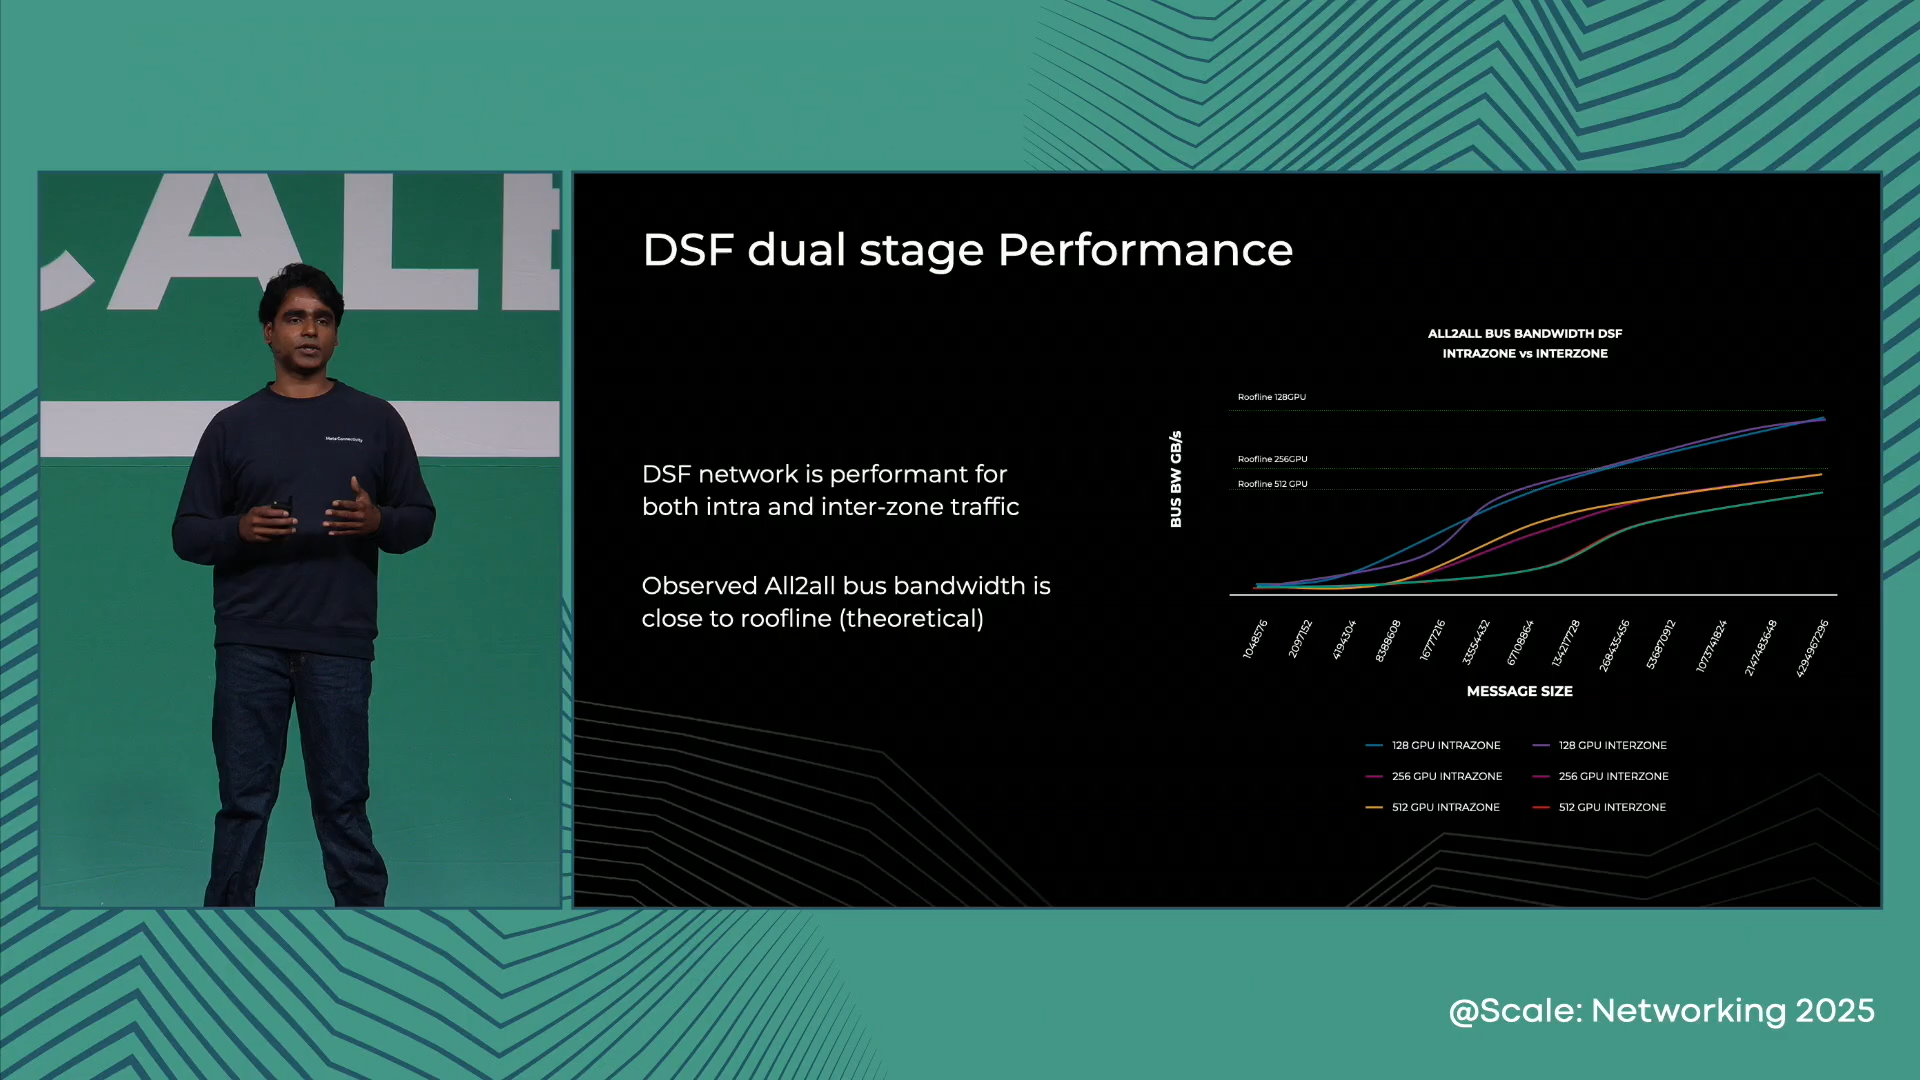 CALE
Meta Connectivity
DSF dual stage Performance
DSF network is performant for
both intra and inter-zone traffic
Observed All2all bus bandwidth is
close to roofline (theoretical)
ALL2ALL BUS BANDWIDTH DSF
INTRAZONE vs INTERZONE
BUS BW GB/s
Roofline 128GPU
Roofline 256GPU
Roofline 512 GPU
1048576
2097152
4194304
8388608
16777216
33554432
67108864
134217728
268435456
536870912
1073741824
2147483648
4294967296
MESSAGE SIZE
128 GPU INTRAZONE
128 GPU INTERZONE
256 GPU INTRAZONE
256 GPU INTERZONE
512 GPU INTRAZONE
512 GPU INTERZONE
@Scale: Networking 2025